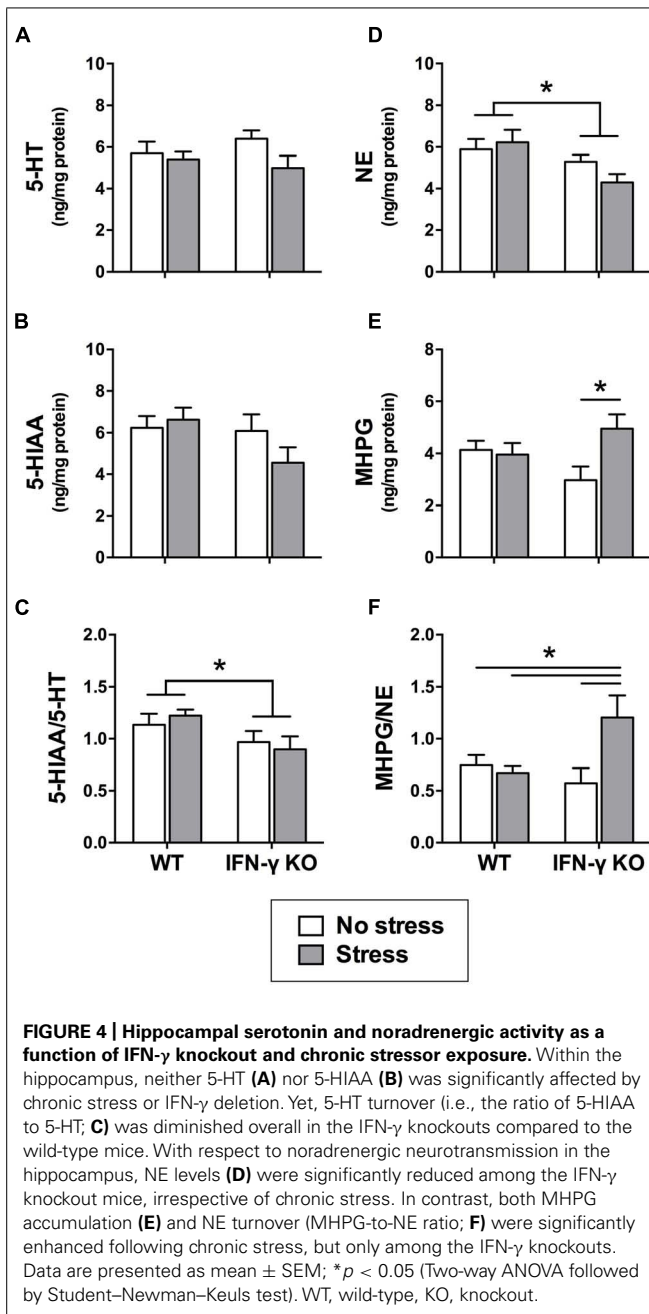 A
10
8
6
4
2
0
5-HT
(ng/mg protein)
D
10
8
6
4
2
0
NE
(ng/mg protein)
*
B
10
8
6
4
2
0
5-HIAA
(ng/mg protein)
E
8
6
4
2
0
MHPG
(ng/mg protein)
*
C
2.0
1.5
1.0
0.5
0.0
5-HIAA/5-HT
*
WT
IFN-γ KO
F
2.0
1.5
1.0
0.5
0.0
MHPG/NE
*
WT
IFN-γ KO
No stress
Stress
FIGURE 4 | Hippocampal serotonin and noradrenergic activity as a
function of IFN-γ knockout and chronic stressor exposure. Within the
hippocampus, neither 5-HT (A) nor 5-HIAA (B) was significantly affected by
chronic stress or IFN-γ deletion. Yet, 5-HT turnover (i.e., the ratio of 5-HIAA
to 5-HT; C) was diminished overall in the IFN-γ knockouts compared to the
wild-type mice. With respect to noradrenergic neurotransmission in the
hippocampus, NE levels (D) were significantly reduced among the IFN-γ
knockout mice, irrespective of chronic stress. In contrast, both MHPG
accumulation (E) and NE turnover (MHPG-to-NE ratio; F) were significantly
enhanced following chronic stress, but only among the IFN-γ knockouts.
Data are presented as mean ± SEM; *p < 0.05 (Two-way ANOVA followed
by Student–Newman–Keuls test). WT, wild-type, KO, knockout.